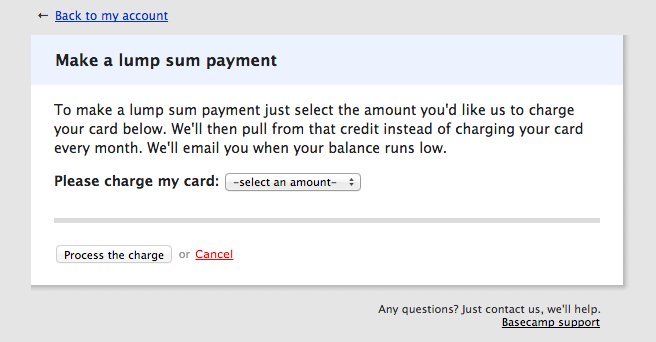 ← Back to my account
Make a lump sum payment
To make a lump sum payment just select the amount you'd like us to charge
your card below. We'll then pull from that credit instead of charging your card
every month. We'll email you when your balance runs low.
Please charge my card: -select an amount-
Process the charge or Cancel
Any questions? Just contact us, we'll help.
Basecamp support